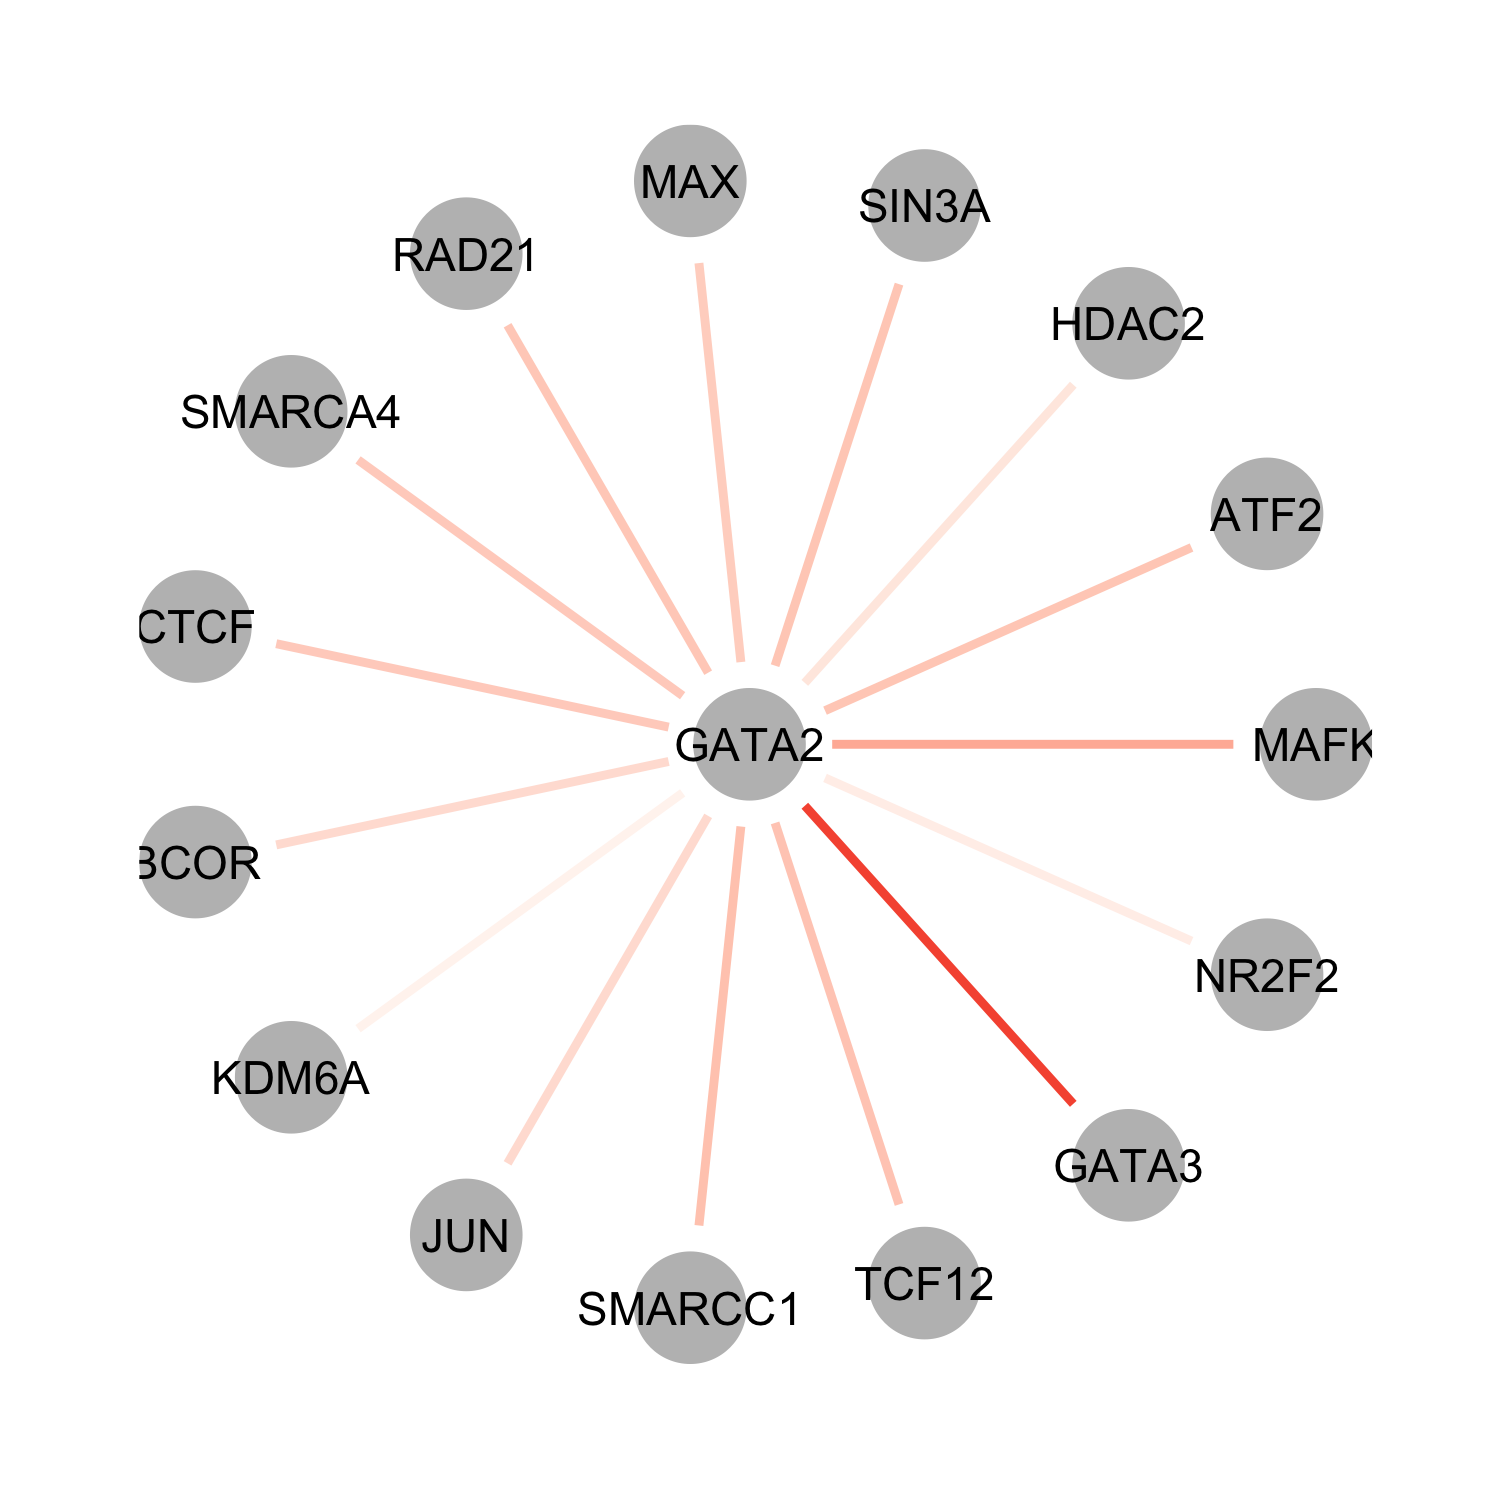 MAX
SIN3A
RAD21
HDAC2
SMARCA4
ATF2
CTCF
GATA2
MAFK
BCOR
NR2F2
KDM6A
GATA3
JUN
TCF12
SMARCC1